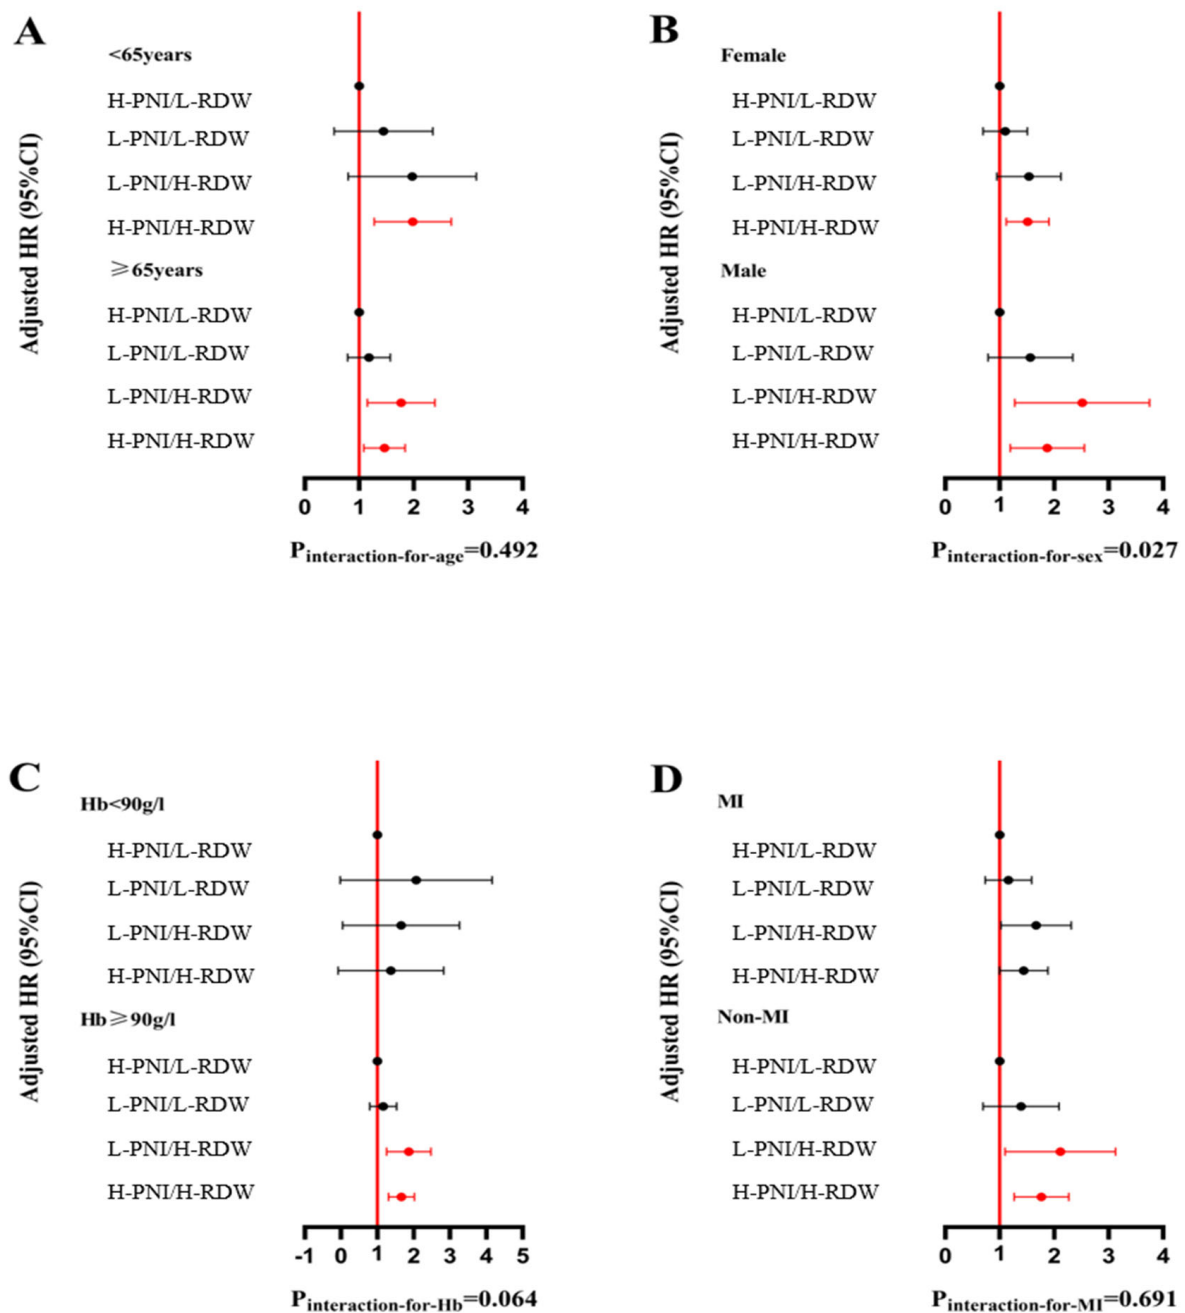 A
<65years
H-PNI/L-RDW
L-PNI/L-RDW
L-PNI/H-RDW
H-PNI/H-RDW
≥65years
H-PNI/L-RDW
L-PNI/L-RDW
L-PNI/H-RDW
H-PNI/H-RDW
Adjusted HR (95%CI)
0 1 2 3 4
Pinteraction-for-age=0.492
B
Female
H-PNI/L-RDW
L-PNI/L-RDW
L-PNI/H-RDW
H-PNI/H-RDW
Male
H-PNI/L-RDW
L-PNI/L-RDW
L-PNI/H-RDW
H-PNI/H-RDW
Adjusted HR (95%CI)
0 1 2 3 4
Pinteraction-for-sex=0.027
C
Hb<90g/l
H-PNI/L-RDW
L-PNI/L-RDW
L-PNI/H-RDW
H-PNI/H-RDW
Hb≥90g/l
H-PNI/L-RDW
L-PNI/L-RDW
L-PNI/H-RDW
H-PNI/H-RDW
Adjusted HR (95%CI)
-1 0 1 2 3 4 5
Pinteraction-for-Hb=0.064
D
MI
H-PNI/L-RDW
L-PNI/L-RDW
L-PNI/H-RDW
H-PNI/H-RDW
Non-MI
H-PNI/L-RDW
L-PNI/L-RDW
L-PNI/H-RDW
H-PNI/H-RDW
Adjusted HR (95%CI)
0 1 2 3 4
Pinteraction-for-MI=0.691